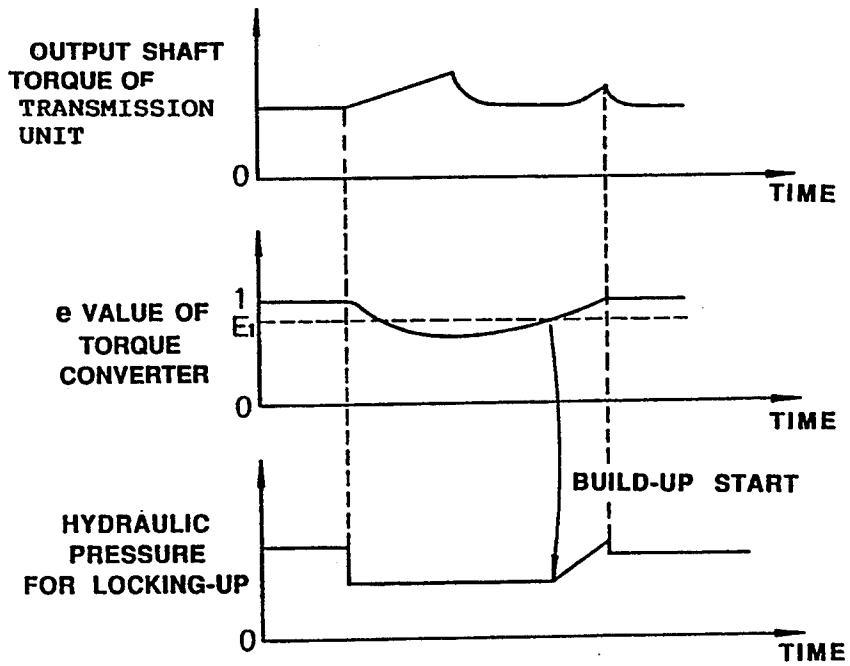 OUTPUT SHAFT
TORQUE OF
TRANSMISSION
UNIT
0
TIME
1
E1
e VALUE OF
TORQUE
CONVERTER
0
TIME
BUILD-UP START
HYDRAULIC
PRESSURE
FOR LOCKING-UP
0
TIME